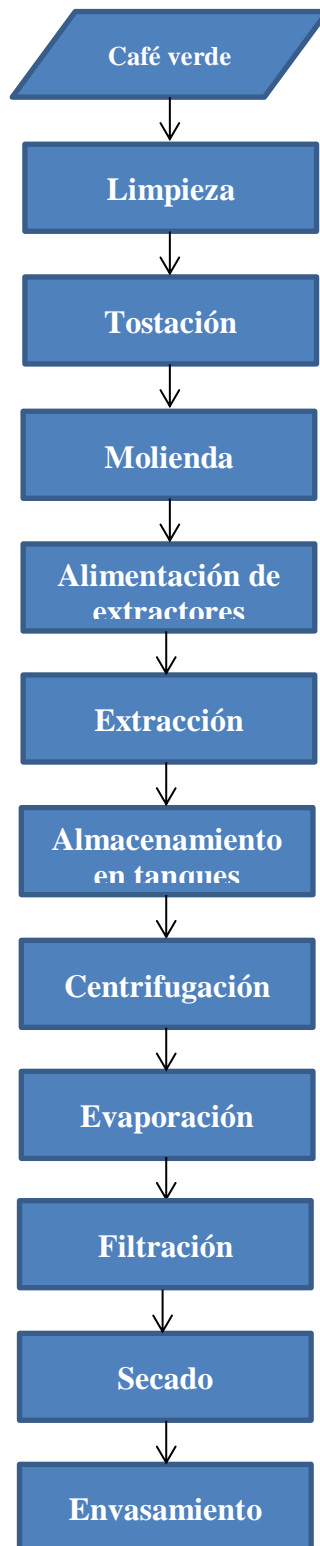 Café verde
Limpieza
Tostación
Molienda
Alimentación de
extractores
Extracción
Almacenamiento
en tanques
Centrifugación
Evaporación
Filtración
Secado
Envasamiento